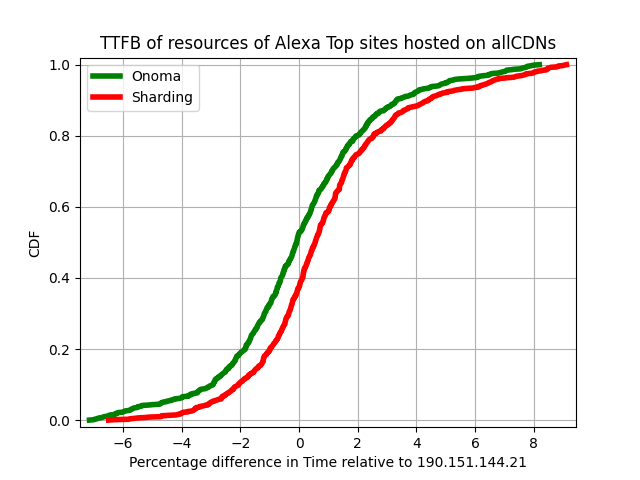 TTFB of resources of Alexa Top sites hosted on allCDNs
Onoma
Sharding
CDF
1.0
0.8
0.6
0.4
0.2
0.0
−6 −4 −2 0 2 4 6 8
Percentage difference in Time relative to 190.151.144.21